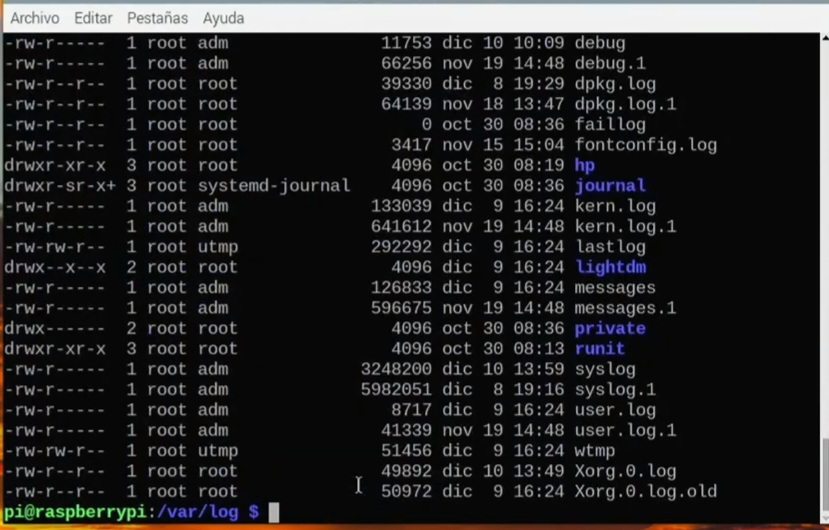 Archivo Editar Pestañas Ayuda
-rw-r----- 1 root adm 11753 dic 10 10:09 debug
-rw-r----- 1 root adm 66256 nov 19 14:48 debug.1
-rw-r--r-- 1 root root 39330 dic 8 19:29 dpkg.log
-rw-r--r-- 1 root root 64139 nov 18 13:47 dpkg.log.1
-rw-r--r-- 1 root root 0 oct 30 08:36 faillog
-rw-r--r-- 1 root root 3417 nov 15 15:04 fontconfig.log
drwxr-xr-x 3 root root 4096 oct 30 08:19 hp
drwxr-sr-x+ 3 root systemd-journal 4096 oct 30 08:36 journal
-rw-r----- 1 root adm 133039 dic 9 16:24 kern.log
-rw-r----- 1 root adm 641612 nov 19 14:48 kern.log.1
-rw-rw-r-- 1 root utmp 292292 dic 9 16:24 lastlog
drwx--x--x 2 root root 4096 dic 9 16:24 lightdm
-rw-r----- 1 root adm 126833 dic 9 16:24 messages
-rw-r----- 1 root adm 596675 nov 19 14:48 messages.1
drwx------ 2 root root 4096 oct 30 08:36 private
drwxr-xr-x 3 root root 4096 oct 30 08:13 runit
-rw-r----- 1 root adm 3248200 dic 10 13:59 syslog
-rw-r----- 1 root adm 5982051 dic 8 19:16 syslog.1
-rw-r----- 1 root adm 8717 dic 9 16:24 user.log
-rw-r----- 1 root adm 41339 nov 19 14:48 user.log.1
-rw-rw-r-- 1 root utmp 51456 dic 9 16:24 wtmp
-rw-r--r-- 1 root root 49892 dic 10 13:49 Xorg.0.log
-rw-r--r-- 1 root root 50972 dic 9 16:24 Xorg.0.log.old
pi@raspberrypi:/var/log $